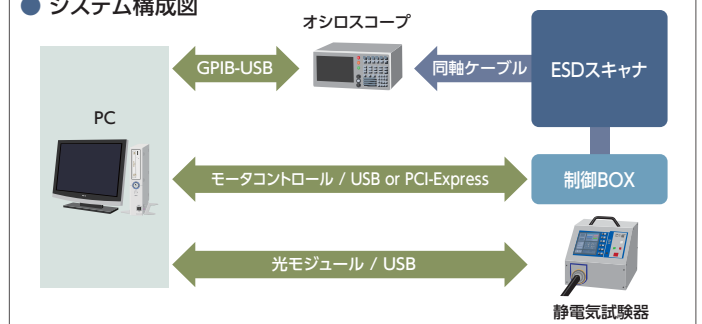 ● システム構成図
オシロスコープ
GPIB-USB
同軸ケーブル
ESDスキャナ
PC
モータコントロール / USB or PCI-Express
制御BOX
光モジュール / USB
静電気試験器